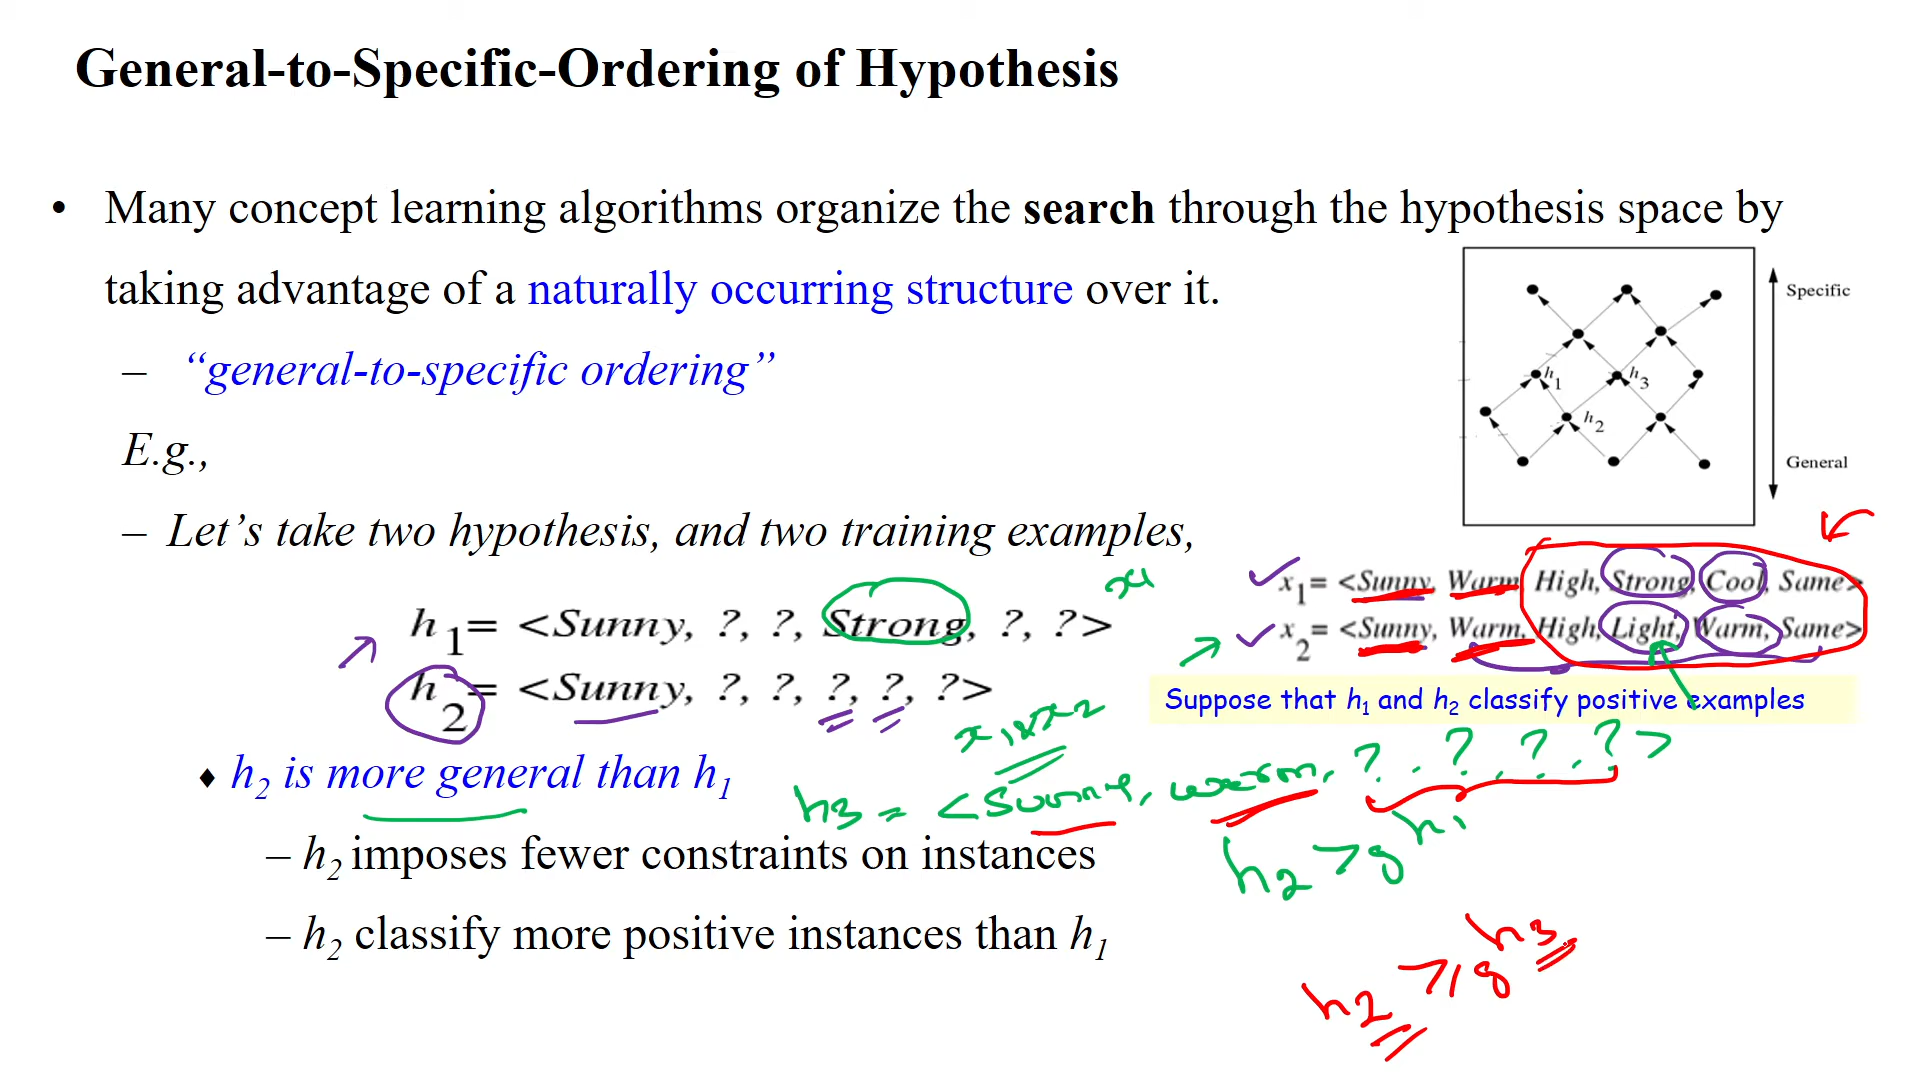 General-to-Specific-Ordering of Hypothesis
• Many concept learning algorithms organize the search through the hypothesis space by
taking advantage of a naturally occurring structure over it.
– “general-to-specific ordering”
E.g.,
– Let’s take two hypothesis, and two training examples,
Specific
h1
h3
h2
General
h1= <Sunny, ?, ?, Strong, ?, ?>
x1
h2= <Sunny, ?, ?, ?, ?, ?>
x1= <Sunny, Warm, High, Strong, Cool, Same>
x2= <Sunny, Warm, High, Light, Warm, Same>
Suppose that h1 and h2 classify positive examples
x1 & x2
♦ h2 is more general than h1
h3 = <Sunny, warm, ?, ?, ?, ?>
– h2 imposes fewer constraints on instances
h2 >g h1
– h2 classify more positive instances than h1
h2 >g h3